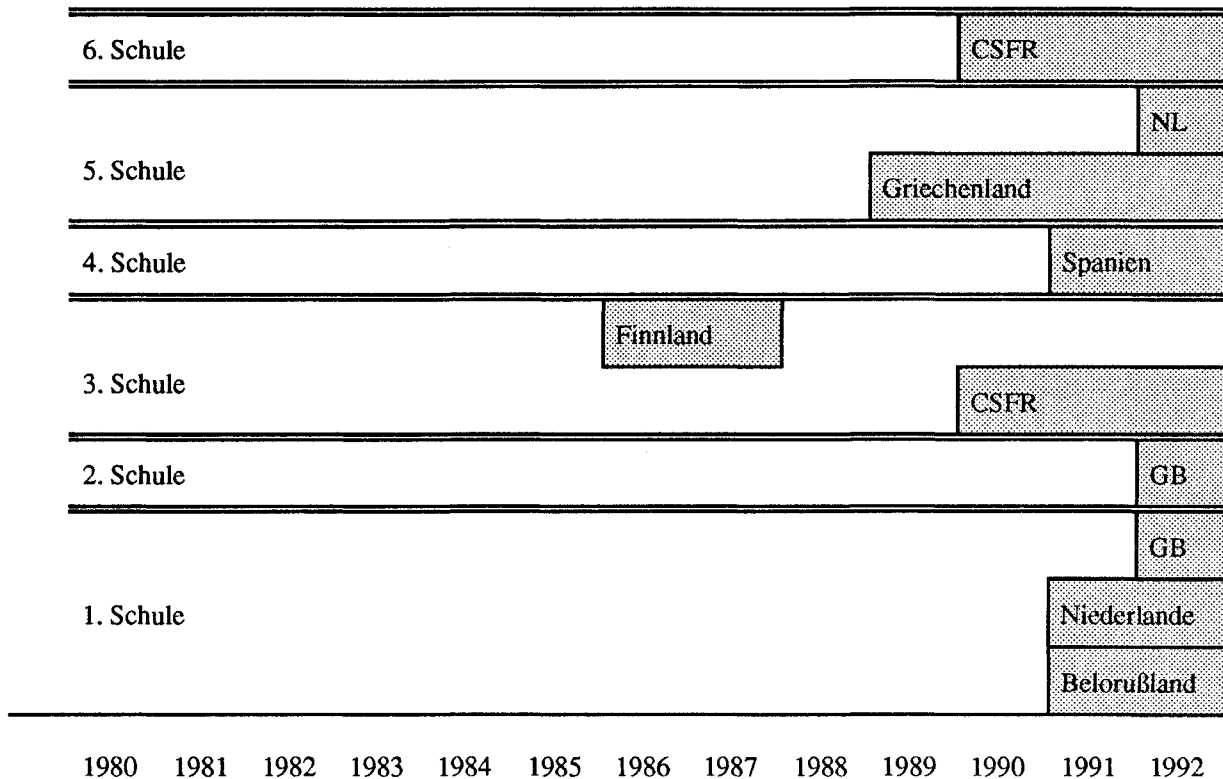 6. Schule
CSFR
NL
5. Schule
Griechenland
4. Schule
Spanien
Finnland
3. Schule
CSFR
2. Schule
GB
GB
1. Schule
Niederlande
Belorußland
1980 1981 1982 1983 1984 1985 1986 1987 1988 1989 1990 1991 1992